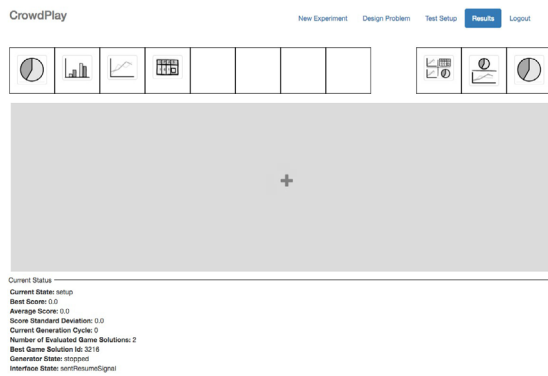 CrowdPlay
New Experiment Design Problem Test Setup Results Logout
Current Status
Current State: setup
Best Score: 0.0
Average Score: 0.0
Score Standard Deviation: 0.0
Current Generation Cycle: 0
Number of Evaluated Game Solutions: 2
Best Game Solution Id: 3216
Generator State: stopped
Interface State: sentResumeSignal